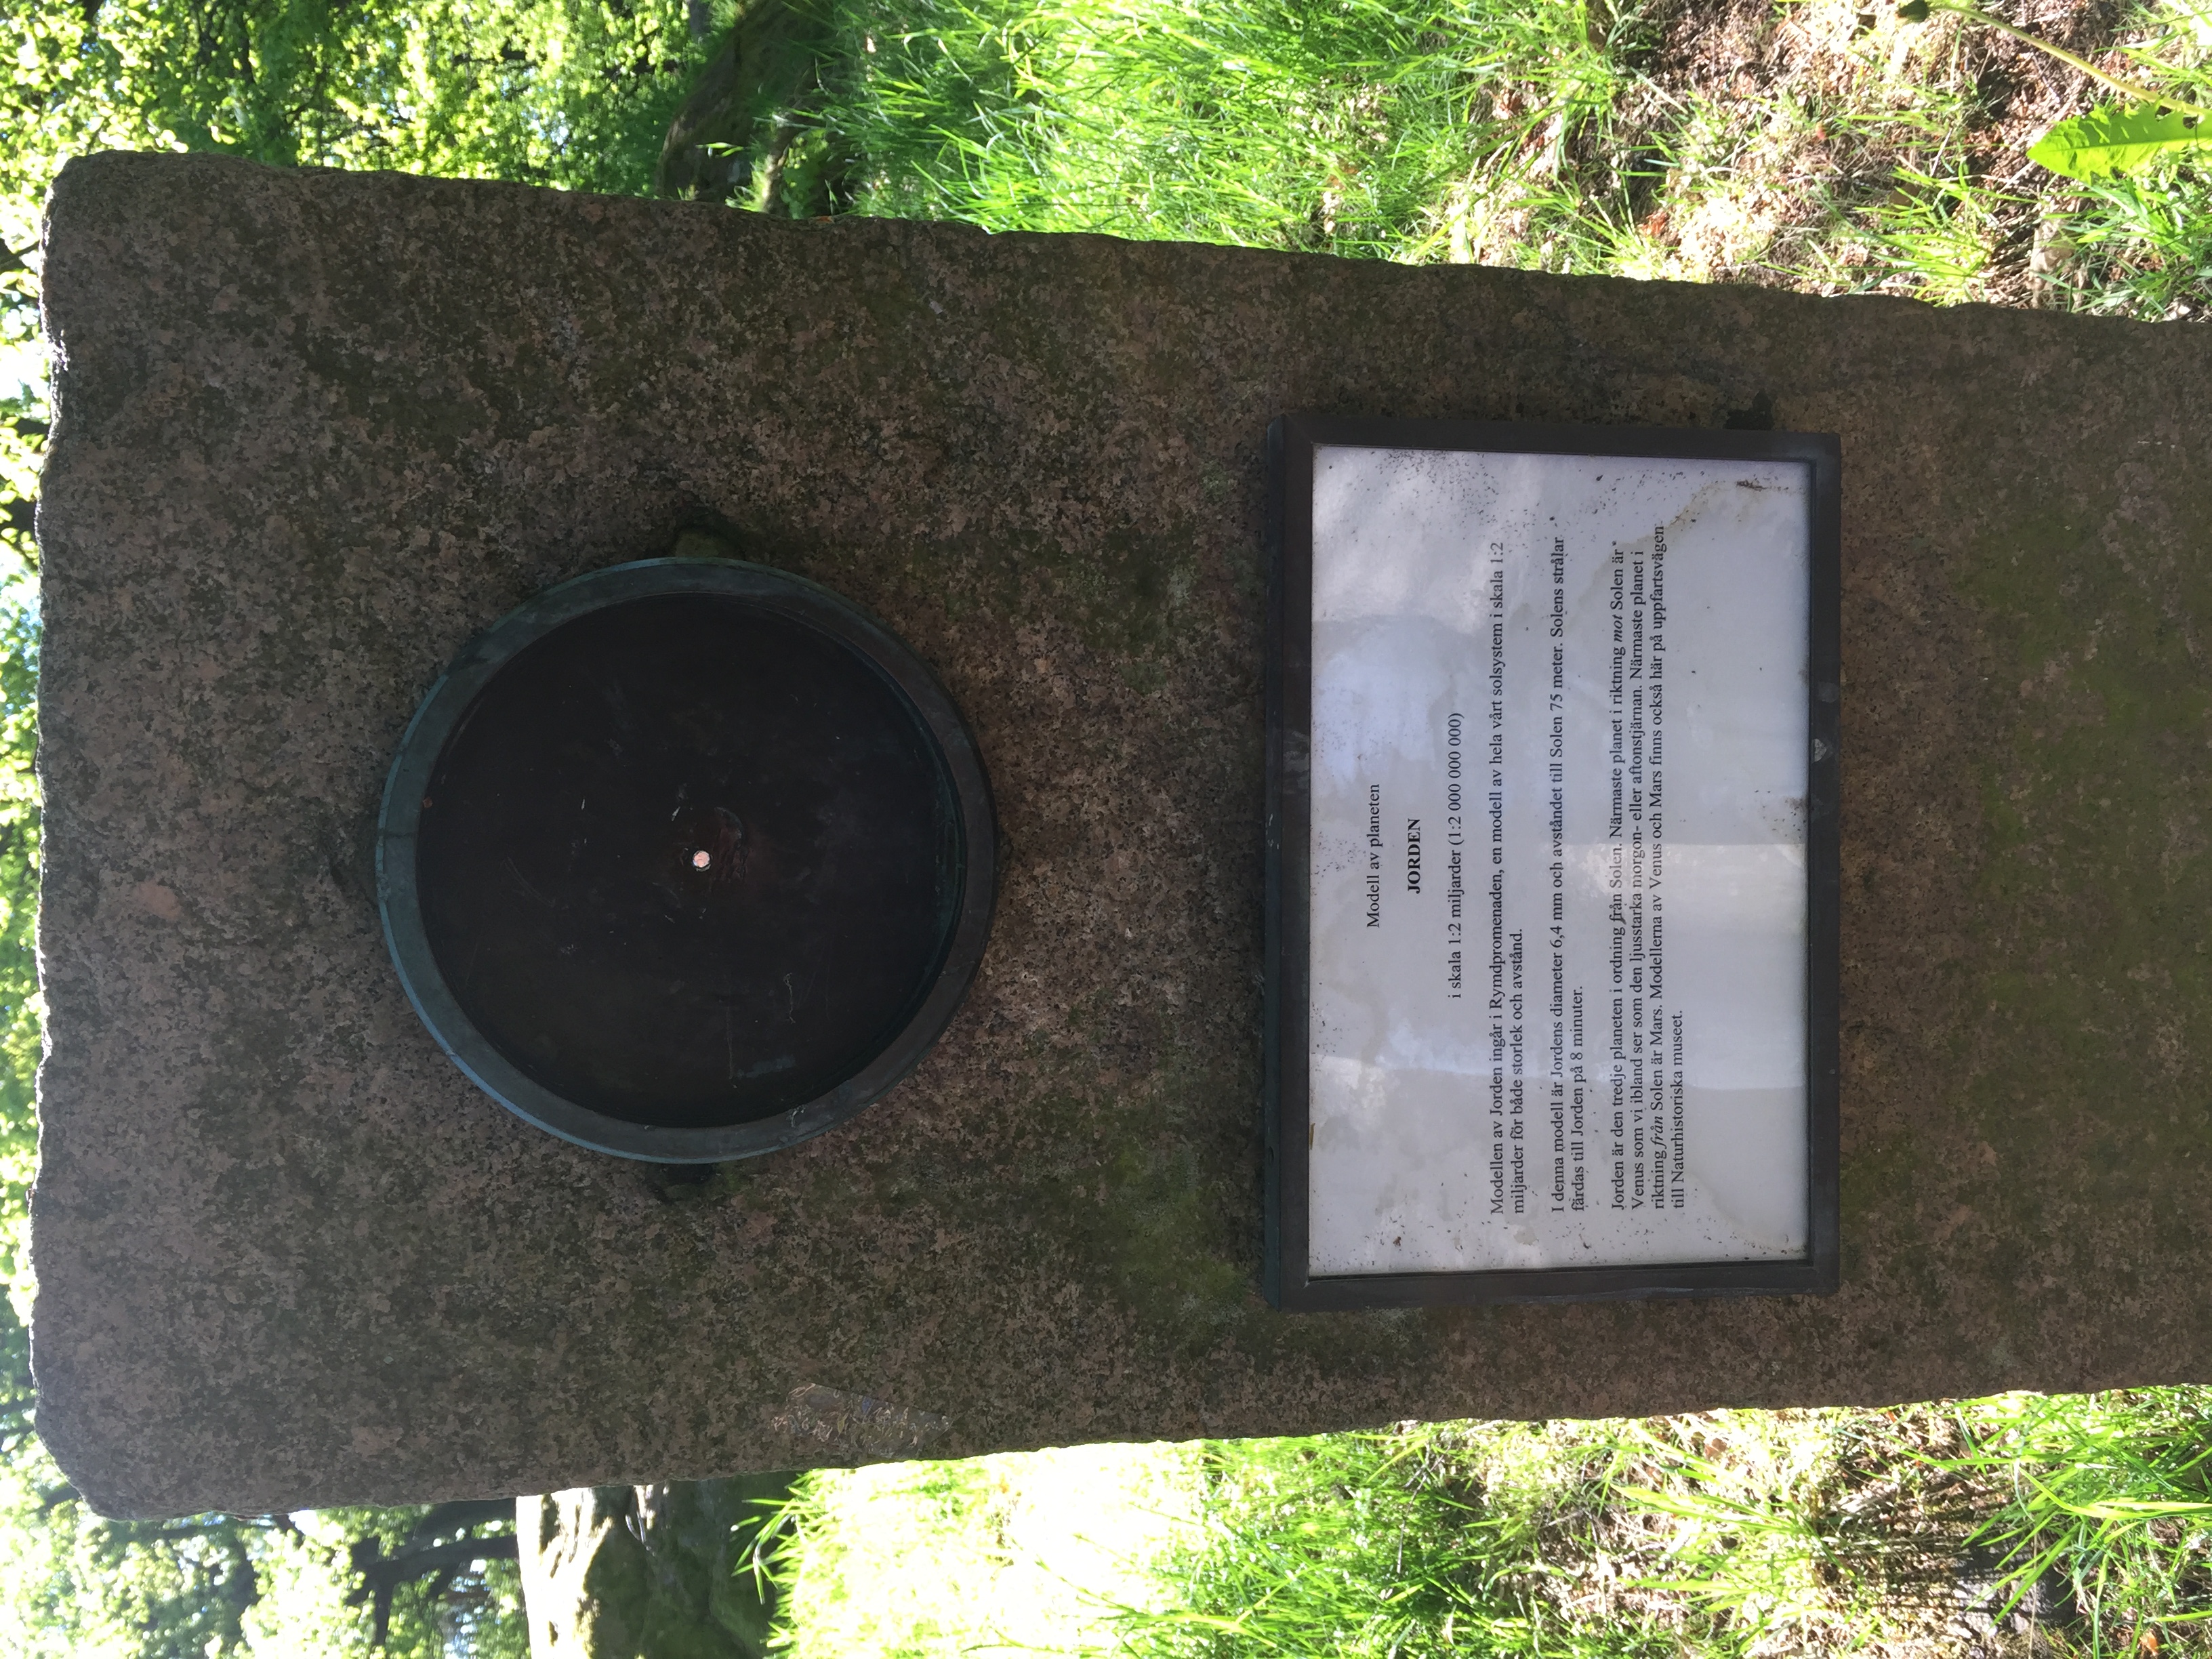 Modell av planeten
JORDEN
i skala 1:2 miljarder (1:2 000 000 000)
Modellen av Jorden ingår i Rymdpromenaden, en modell av hela vårt solsystem i skala 1:2
miljarder för både storlek och avstånd.
I denna modell är Jordens diameter 6,4 mm och avståndet till Solen 75 meter. Solens strålar
färdas till Jorden på 8 minuter.
Jorden är den tredje planeten i ordning från Solen. Närmaste planet i riktning mot Solen är
Venus som vi ibland ser som den ljusstarka morgon- eller aftonstjärnan. Närmaste planet i
riktning från Solen är Mars. Modellerna av Venus och Mars finns också här på uppfartsvägen
till Naturhistoriska museet.